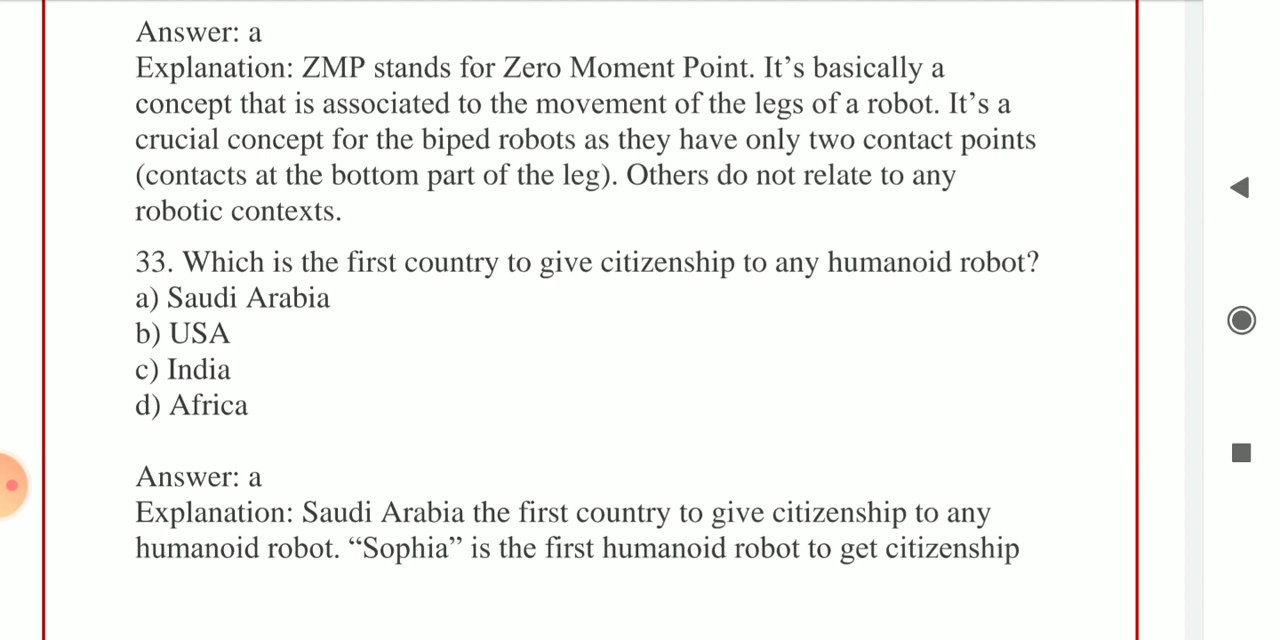 Answer: a
Explanation: ZMP stands for Zero Moment Point. It’s basically a
concept that is associated to the movement of the legs of a robot. It’s a
crucial concept for the biped robots as they have only two contact points
(contacts at the bottom part of the leg). Others do not relate to any
robotic contexts.
33. Which is the first country to give citizenship to any humanoid robot?
a) Saudi Arabia
b) USA
c) India
d) Africa
Answer: a
Explanation: Saudi Arabia the first country to give citizenship to any
humanoid robot. “Sophia” is the first humanoid robot to get citizenship